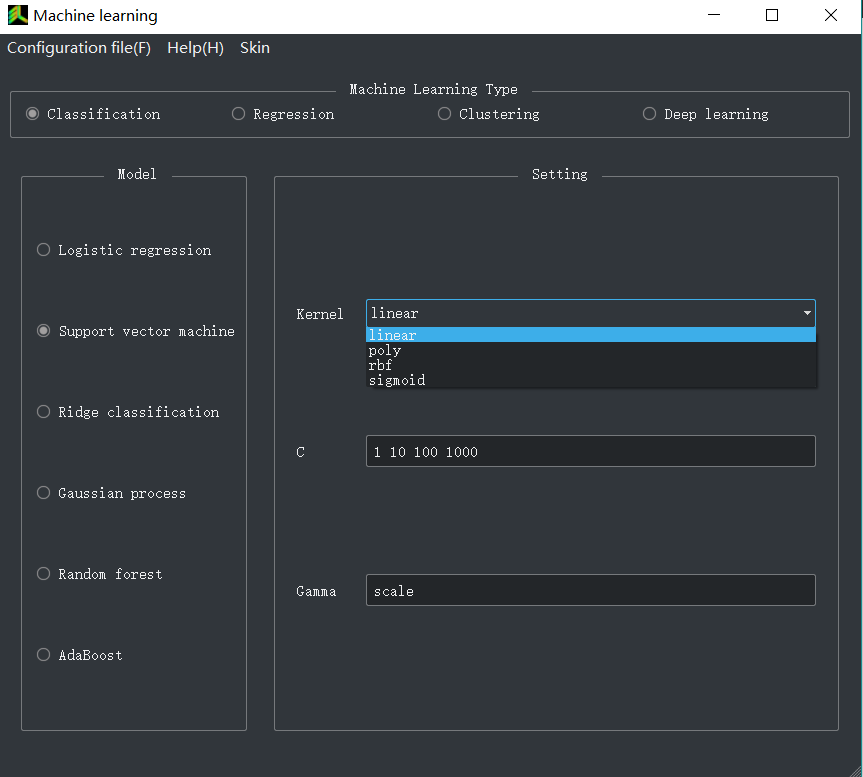 Machine learning
Configuration file(F) Help(H) Skin
Machine Learning Type
Classification Regression Clustering Deep learning
Model
Logistic regression
Support vector machine
Ridge classification
Gaussian process
Random forest
AdaBoost
Setting
Kernel linear
linear
poly
rbf
sigmoid
C 1 10 100 1000
Gamma scale